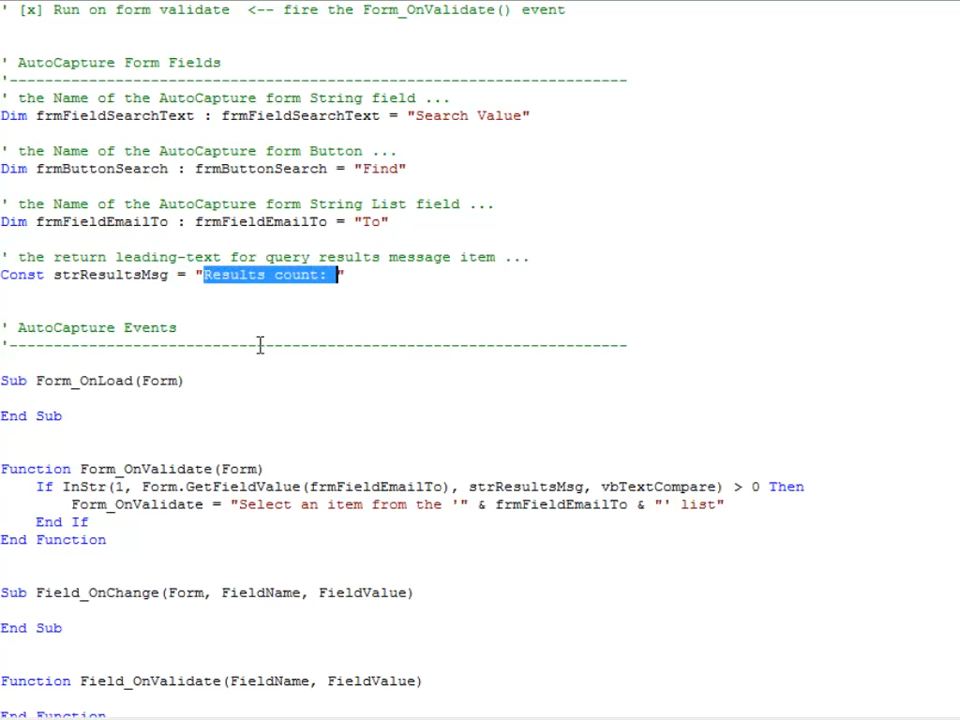 ' [x] Run on form validate  <-- fire the Form_OnValidate() event
' AutoCapture Form Fields
'----------------------------------------------------------------------
' the Name of the AutoCapture form String field ...
Dim frmFieldSearchText : frmFieldSearchText = "Search Value"
' the Name of the AutoCapture form Button ...
Dim frmButtonSearch : frmButtonSearch = "Find"
' the Name of the AutoCapture form String List field ...
Dim frmFieldEmailTo : frmFieldEmailTo = "To"
' the return leading-text for query results message item ...
Const strResultsMsg = "Results count: "
' AutoCapture Events
'----------------------------------------------------------------------
Sub Form_OnLoad(Form)
End Sub
Function Form_OnValidate(Form)
    If InStr(1, Form.GetFieldValue(frmFieldEmailTo), strResultsMsg, vbTextCompare) > 0 Then
        Form_OnValidate = "Select an item from the '" & frmFieldEmailTo & "' list"
    End If
End Function
Sub Field_OnChange(Form, FieldName, FieldValue)
End Sub
Function Field_OnValidate(FieldName, FieldValue)
End Function